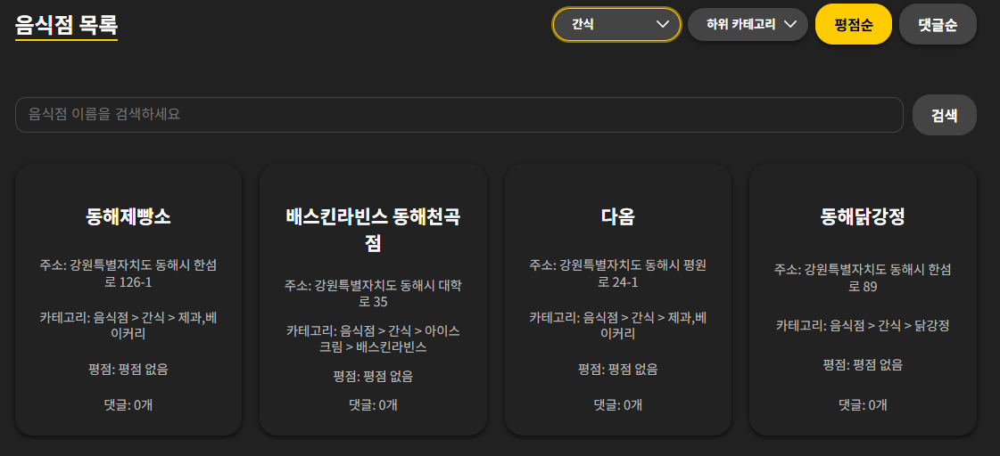 음식점 목록
간식
하위 카테고리
평점순
댓글순
음식점 이름을 검색하세요
검색
동해제빵소
주소: 강원특별자치도 동해시 한섬
로 126-1
카테고리: 음식점 > 간식 > 제과,베
이커리
평점: 평점 없음
댓글: 0개
배스킨라빈스 동해천곡
점
주소: 강원특별자치도 동해시 대학
로 35
카테고리: 음식점 > 간식 > 아이스
크림 > 배스킨라빈스
평점: 평점 없음
댓글: 0개
다옴
주소: 강원특별자치도 동해시 평원
로 24-1
카테고리: 음식점 > 간식 > 제과,베
이커리
평점: 평점 없음
댓글: 0개
동해닭강정
주소: 강원특별자치도 동해시 한섬
로 89
카테고리: 음식점 > 간식 > 닭강정
평점: 평점 없음
댓글: 0개